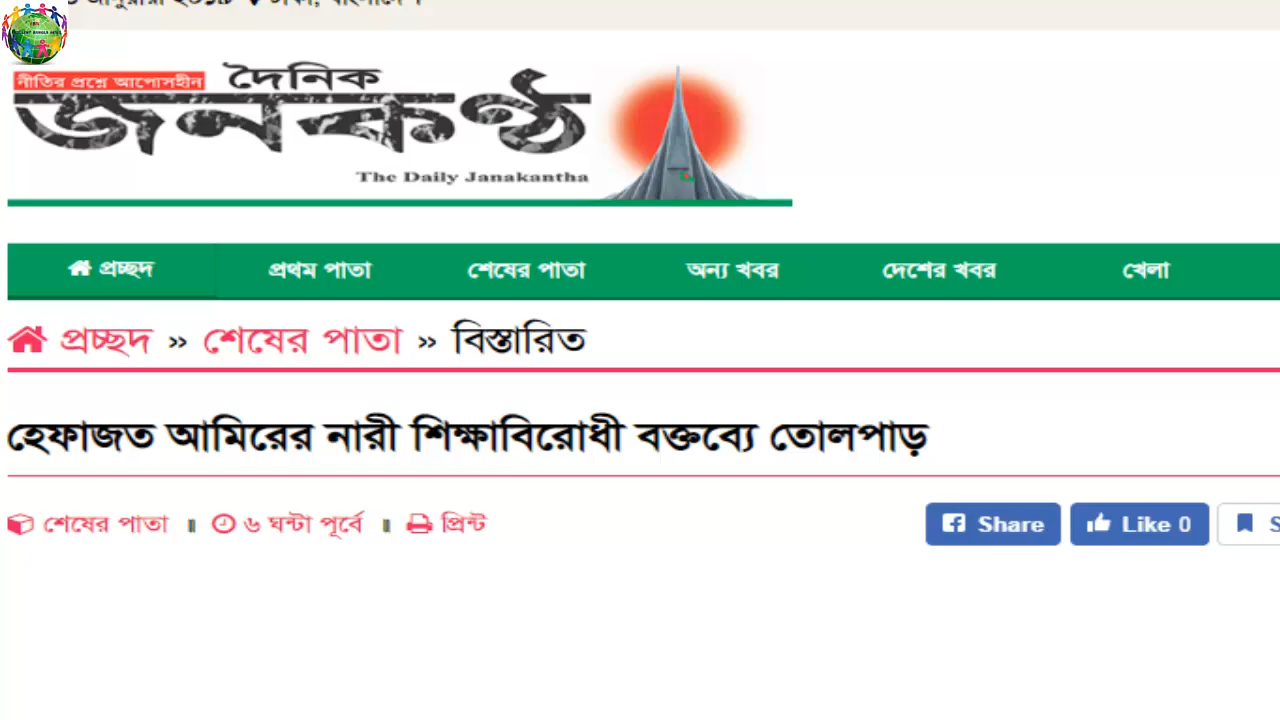 নীতির প্রশ্নে আপোসহীন
দৈনিক
জনকণ্ঠ
The Daily Janakantha
প্রচ্ছদ প্রথম পাতা শেষের পাতা অন্য খবর দেশের খবর খেলা
প্রচ্ছদ » শেষের পাতা » বিস্তারিত
হেফাজত আমিরের নারী শিক্ষাবিরোধী বক্তব্যে তোলপাড়
শেষের পাতা ॥ ৬ ঘন্টা পূর্বে ॥ প্রিন্ট
Share Like 0